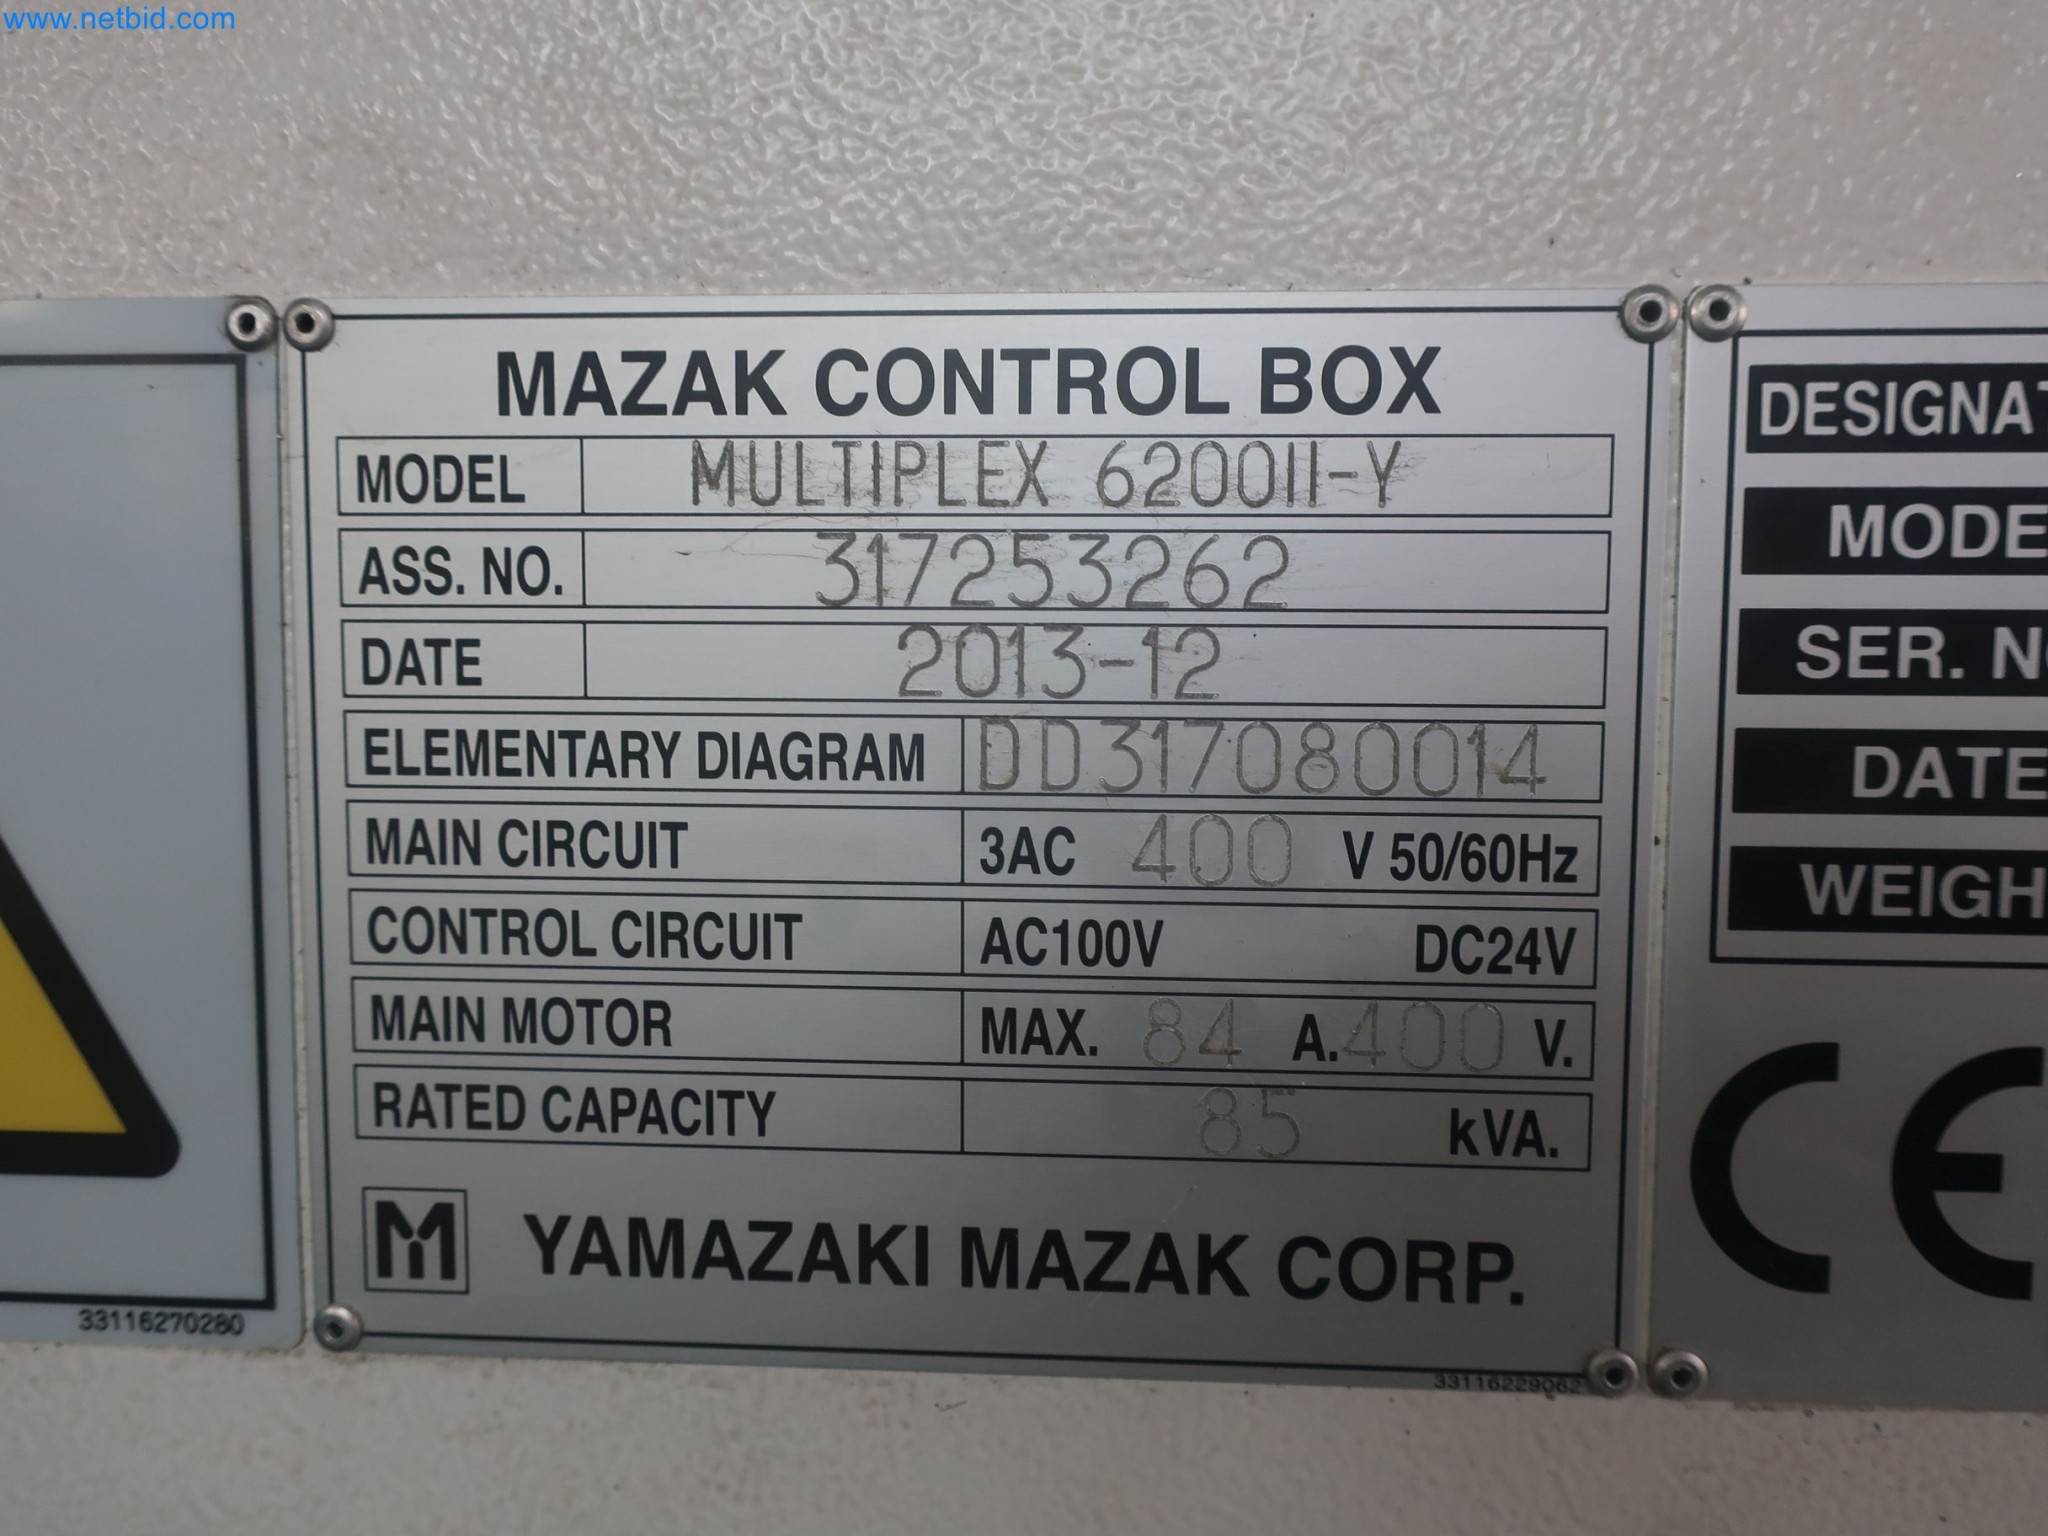 www.netbid.com
MAZAK CONTROL BOX
MODEL MULTIPLEX 6200II-Y
ASS. NO. 317253262
DATE 2013-12
ELEMENTARY DIAGRAM DD317080014
MAIN CIRCUIT 3AC 400 V 50/60Hz
CONTROL CIRCUIT AC100V DC24V
MAIN MOTOR MAX. 84 A. 400 V.
RATED CAPACITY 85 kVA.
M YAMAZAKI MAZAK CORP.
33116229062
33116270280
DESIGNAT
MODE
SER. NO
DATE
WEIGH
CE